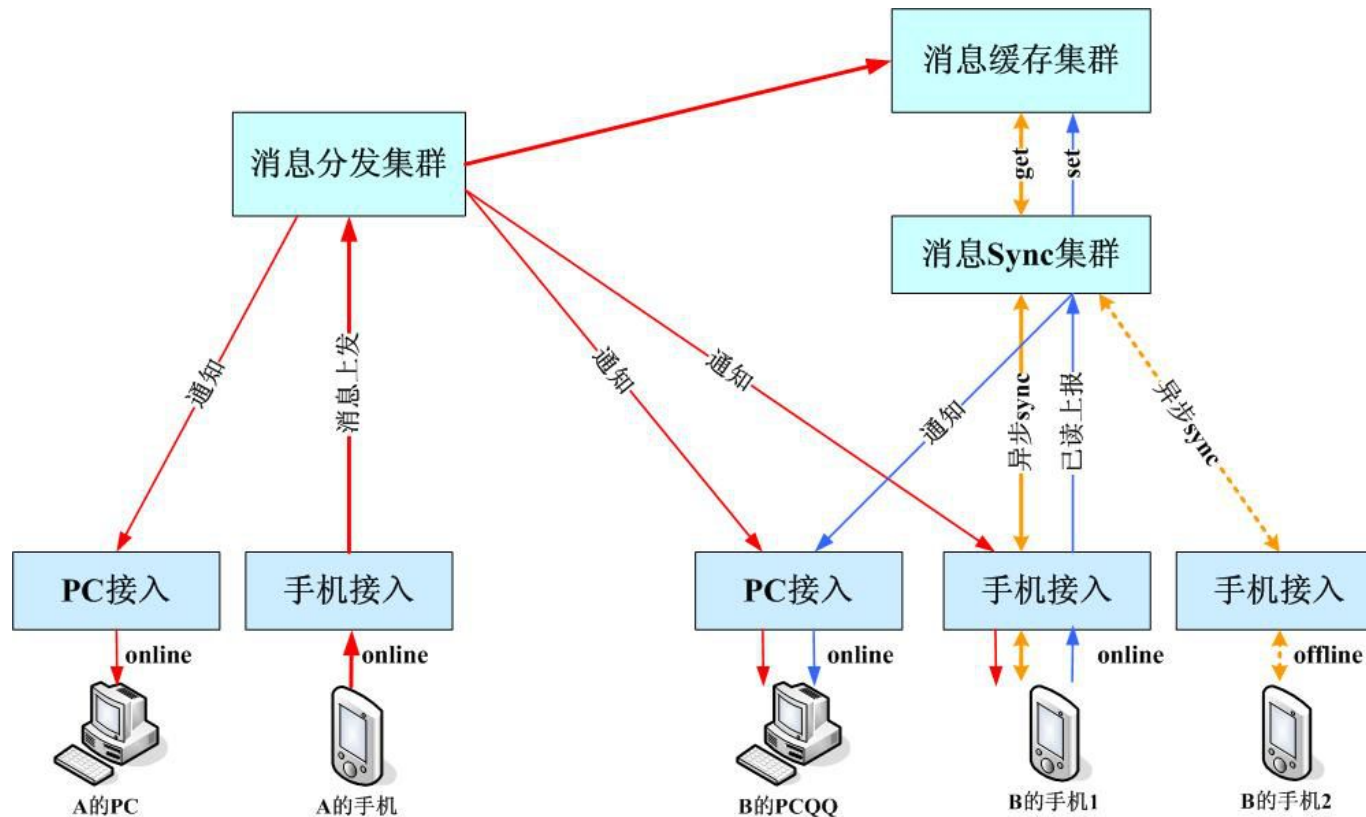 消息缓存集群
消息分发集群
get
set
消息Sync集群
通知
消息上发
通知
通知
通知
异步sync
已读上报
异步sync
PC接入
手机接入
PC接入
手机接入
手机接入
online
online
online
online
offline
A的PC
A的手机
B的PCQQ
B的手机1
B的手机2